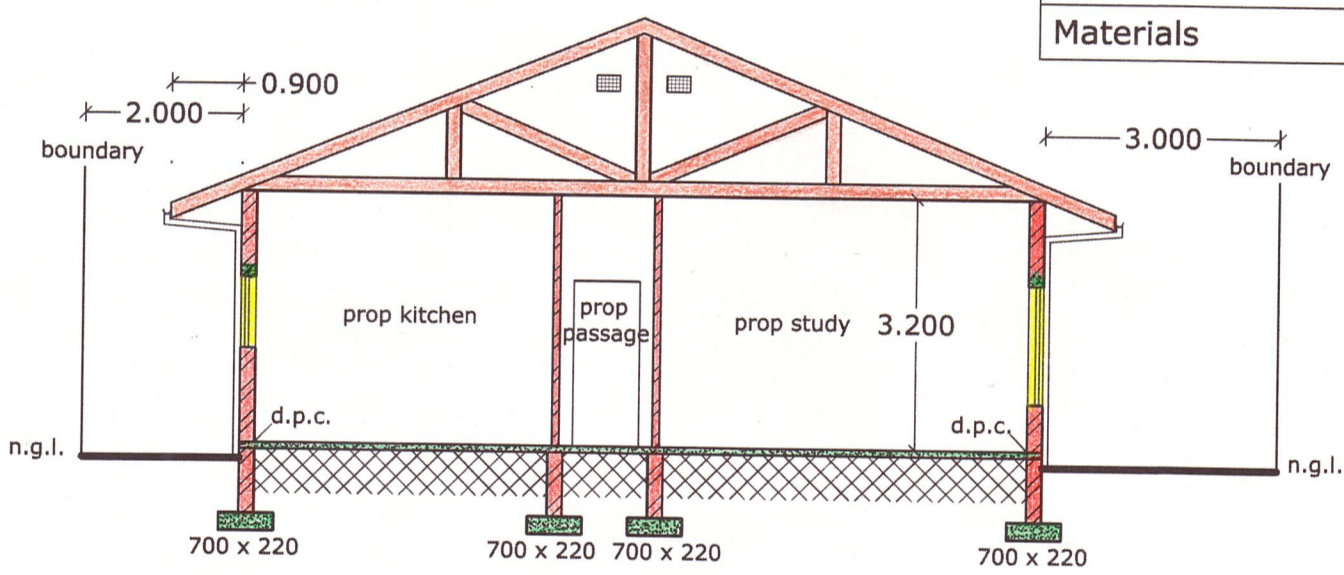 Materials
0.900
2.000
boundary
3.000
boundary
prop kitchen
prop
passage
prop study
3.200
d.p.c.
d.p.c.
n.g.l.
n.g.l.
700 x 220
700 x 220
700 x 220
700 x 220